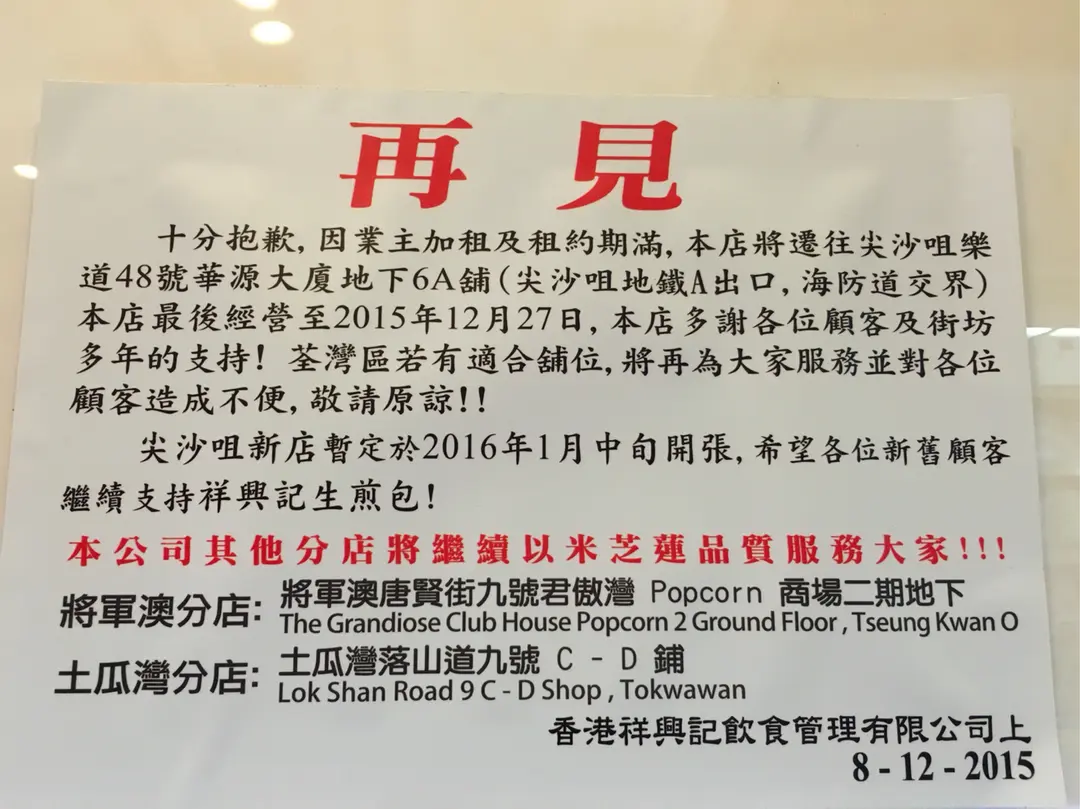 再見
十分抱歉, 因業主加租及租約期滿, 本店將遷往尖沙咀樂
道48號華源大廈地下6A舖(尖沙咀地鐵A出口, 海防道交界)
本店最後經營至2015年12月27日, 本店多謝各位顧客及街坊
多年的支持! 荃灣區若有適合舖位, 將再為大家服務並對各位
顧客造成不便, 敬請原諒!!
尖沙咀新店暫定於2016年1月中旬開張, 希望各位新舊顧客
繼續支持祥興記生煎包!
本公司其他分店將繼續以米芝蓮品質服務大家!!!
將軍澳分店: 將軍澳唐賢街九號君傲灣 Popcorn 商場二期地下
The Grandiose Club House Popcorn 2 Ground Floor , Tseung Kwan O
土瓜灣分店: 土瓜灣落山道九號 C - D 鋪
Lok Shan Road 9 C - D Shop , Tokwawan
香港祥興記飲食管理有限公司上
8 - 12 - 2015